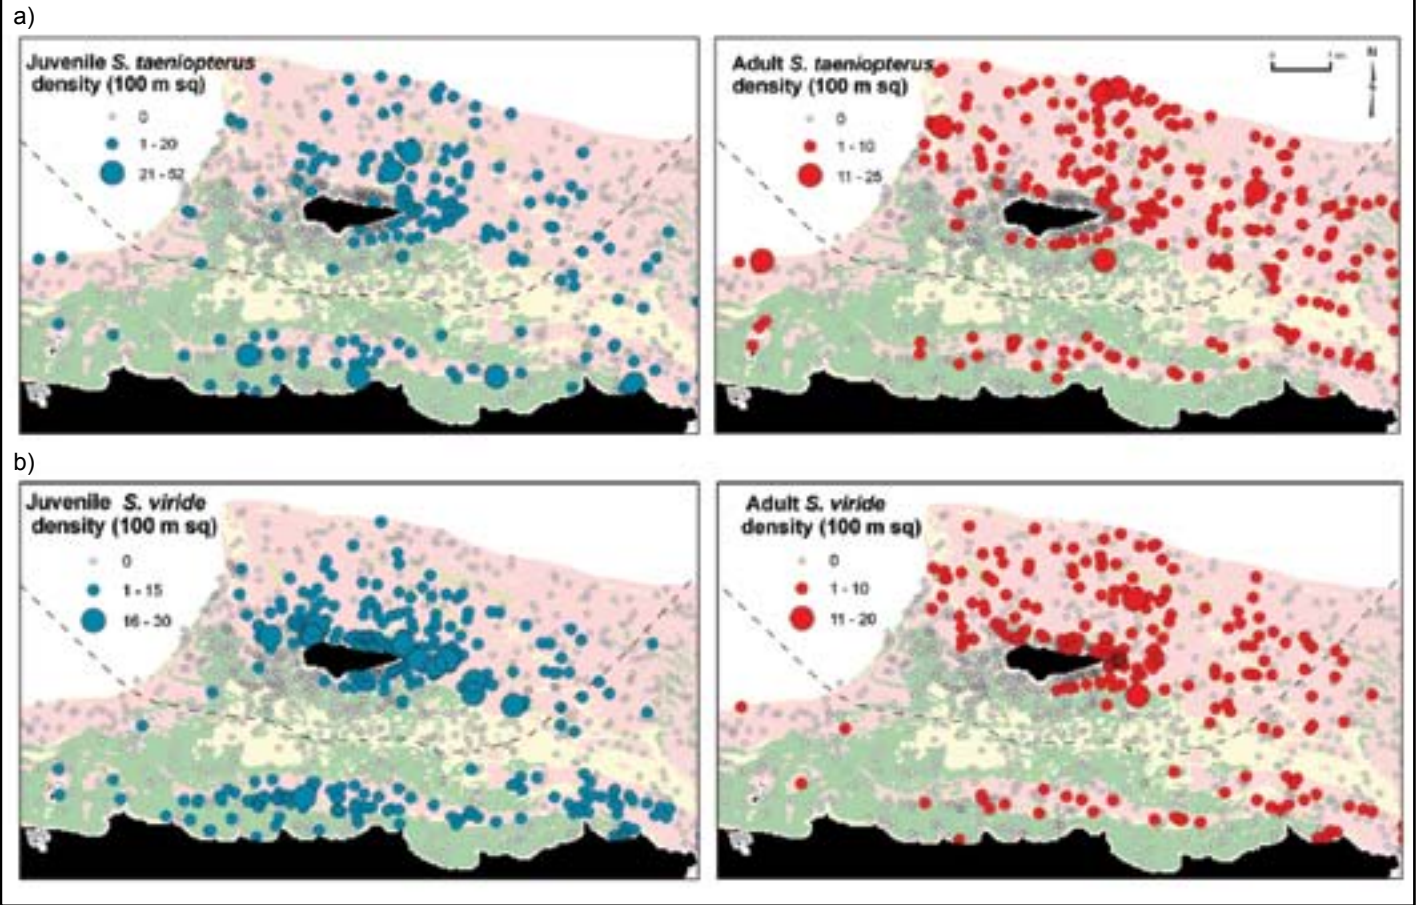 a)
Juvenile S. taeniopterus
density (100 m sq)
0
1 - 20
21 - 52
Adult S. taeniopterus
density (100 m sq)
0
1 - 10
11 - 25
N
b)
Juvenile S. viride
density (100 m sq)
0
1 - 15
16 - 30
Adult S. viride
density (100 m sq)
0
1 - 10
11 - 20